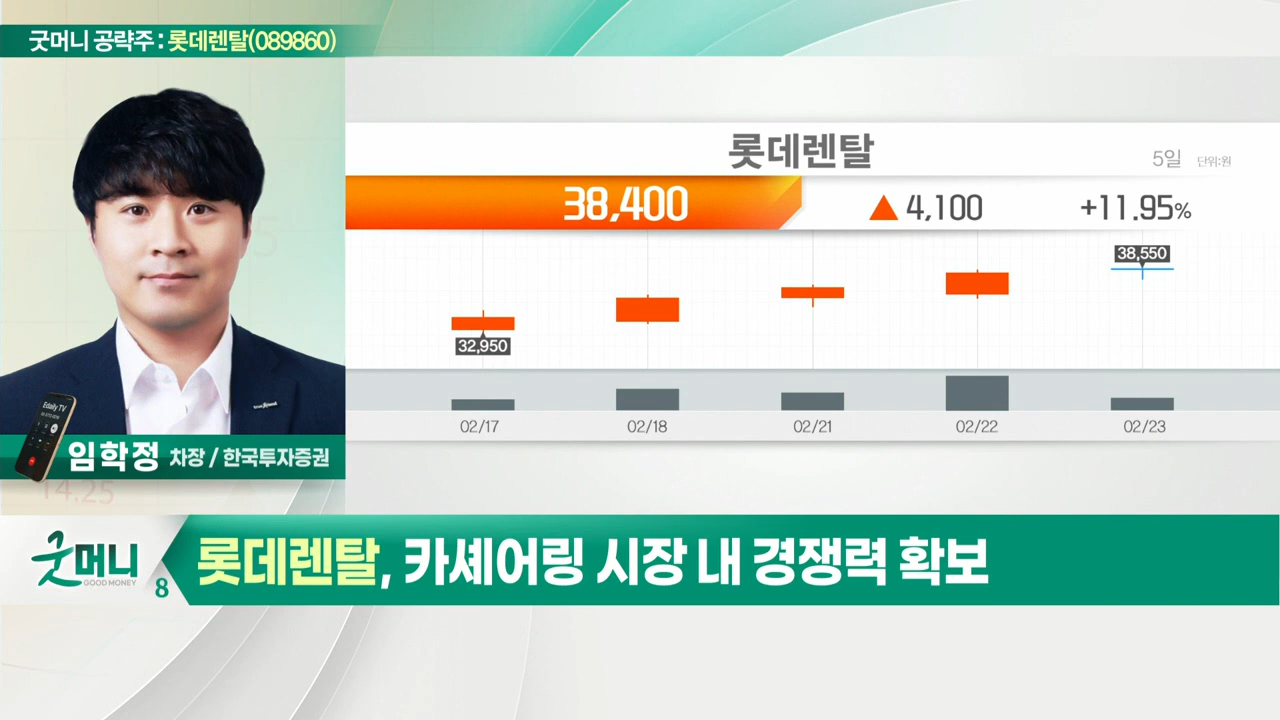 굿머니 공략주 : 롯데렌탈(089860)
롯데렌탈
5일 단위:원
38,400 ▲ 4,100 +11.95%
38,550
32,950
02/17 02/18 02/21 02/22 02/23
Edaily TV
임학정 차장 / 한국투자증권
14.25
굿머니
GOOD MONEY
8
롯데렌탈, 카셰어링 시장 내 경쟁력 확보